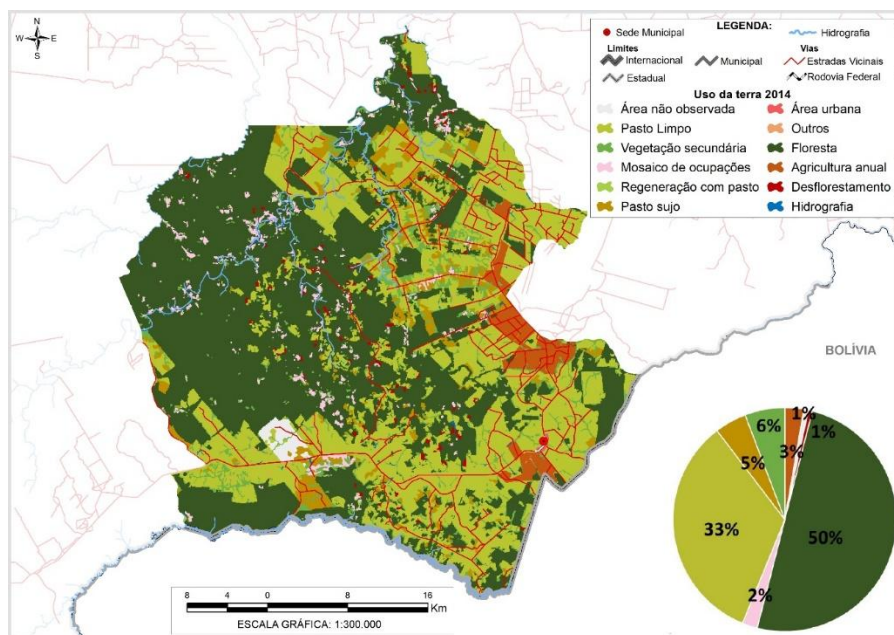 N
W E
S
LEGENDA:
Sede Municipal
Hidrografia
Limites
Vias
Internacional
Municipal
Estradas Vicinais
Estadual
Rodovia Federal
Uso da terra 2014
Área não observada
Área urbana
Pasto Limpo
Outros
Vegetação secundária
Floresta
Mosaico de ocupações
Agricultura anual
Regeneração com pasto
Desflorestamento
Pasto sujo
Hidrografia
BOLÍVIA
6%
1%
3%
1%
5%
33%
50%
2%
8 4 0 8 16
Km
ESCALA GRÁFICA: 1:300.000